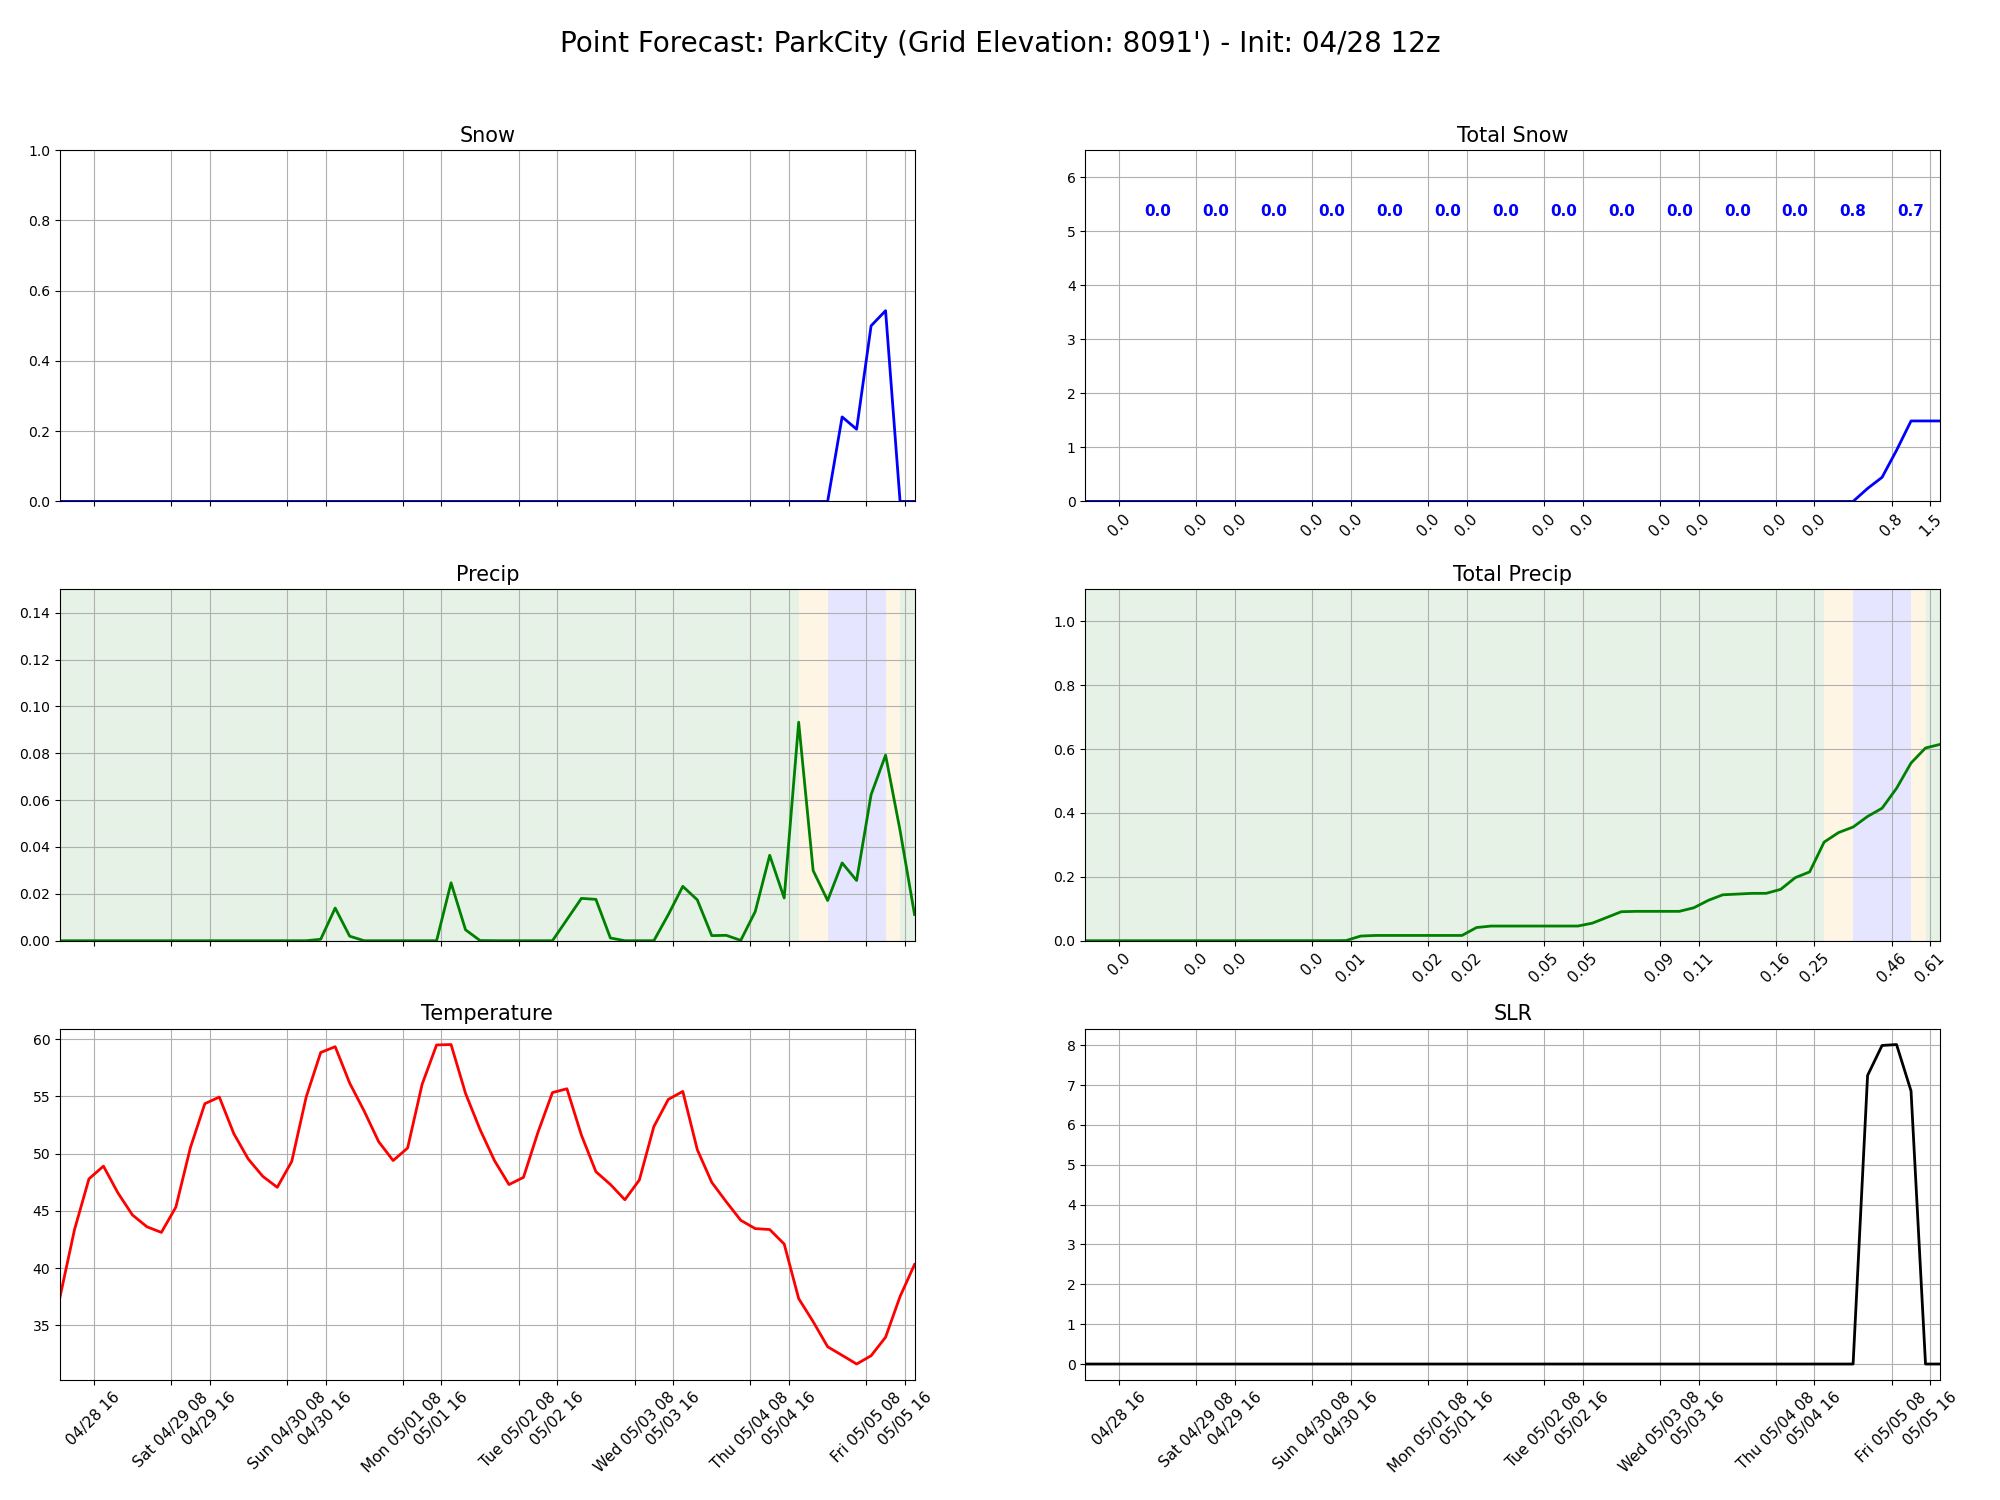 Point Forecast: ParkCity (Grid Elevation: 8091') - Init: 04/28 12z
Snow
1.0
0.8
0.6
0.4
0.2
0.0
Total Snow
6
5
4
3
2
1
0
0.0 0.0 0.0 0.0 0.0 0.0 0.0 0.0 0.0 0.0 0.0 0.8 0.7
0.0 0.0 0.0 0.0 0.0 0.0 0.0 0.0 0.0 0.0 0.0 0.0 0.0 0.8 1.5
Precip
0.14
0.12
0.10
0.08
0.06
0.04
0.02
0.00
Total Precip
1.0
0.8
0.6
0.4
0.2
0.0
0.0 0.0 0.0 0.0 0.01 0.02 0.02 0.05 0.05 0.09 0.11 0.16 0.25 0.46 0.61
Temperature
60
55
50
45
40
35
04/28 16
Sat 04/29 08
04/29 16
Sun 04/30 08
04/30 16
Mon 05/01 08
05/01 16
Tue 05/02 08
05/02 16
Wed 05/03 08
05/03 16
Thu 05/04 08
05/04 16
Fri 05/05 08
05/05 16
SLR
8
7
6
5
4
3
2
1
0
04/28 16
Sat 04/29 08
04/29 16
Sun 04/30 08
04/30 16
Mon 05/01 08
05/01 16
Tue 05/02 08
05/02 16
Wed 05/03 08
05/03 16
Thu 05/04 08
05/04 16
Fri 05/05 08
05/05 16